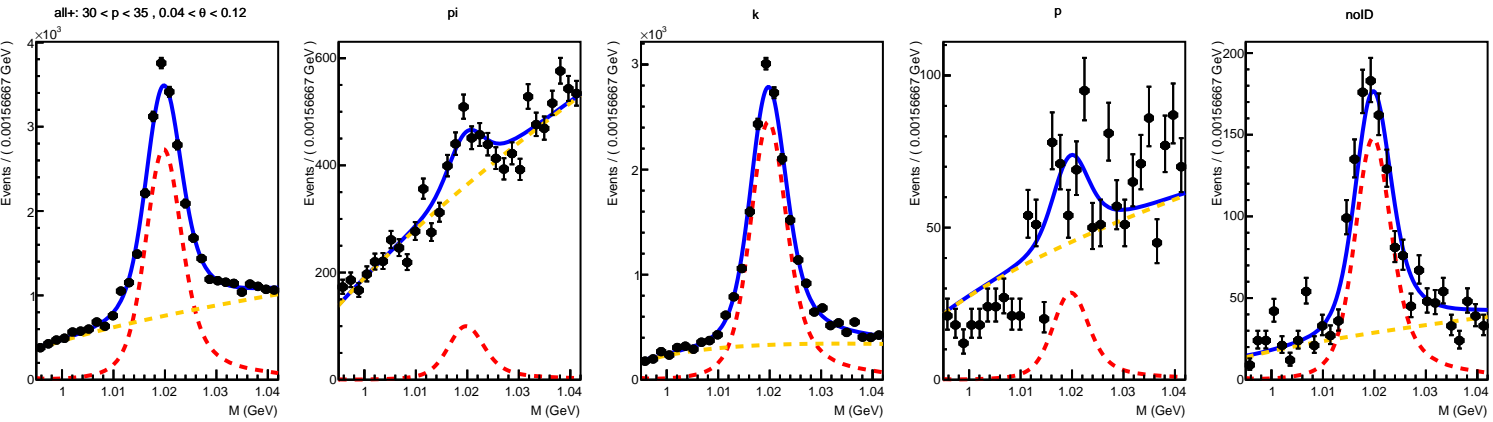 all+: 30 < p < 35 , 0.04 < θ < 0.12
×10³
Events / ( 0.00156667 GeV )
4
3
2
1
0
1 1.01 1.02 1.03 1.04
M (GeV)
pi
Events / ( 0.00156667 GeV )
600
400
200
0
1 1.01 1.02 1.03 1.04
M (GeV)
k
×10³
Events / ( 0.00156667 GeV )
3
2
1
0
1 1.01 1.02 1.03 1.04
M (GeV)
p
Events / ( 0.00156667 GeV )
100
50
0
1 1.01 1.02 1.03 1.04
M (GeV)
noID
Events / ( 0.00156667 GeV )
200
150
100
50
0
1 1.01 1.02 1.03 1.04
M (GeV)